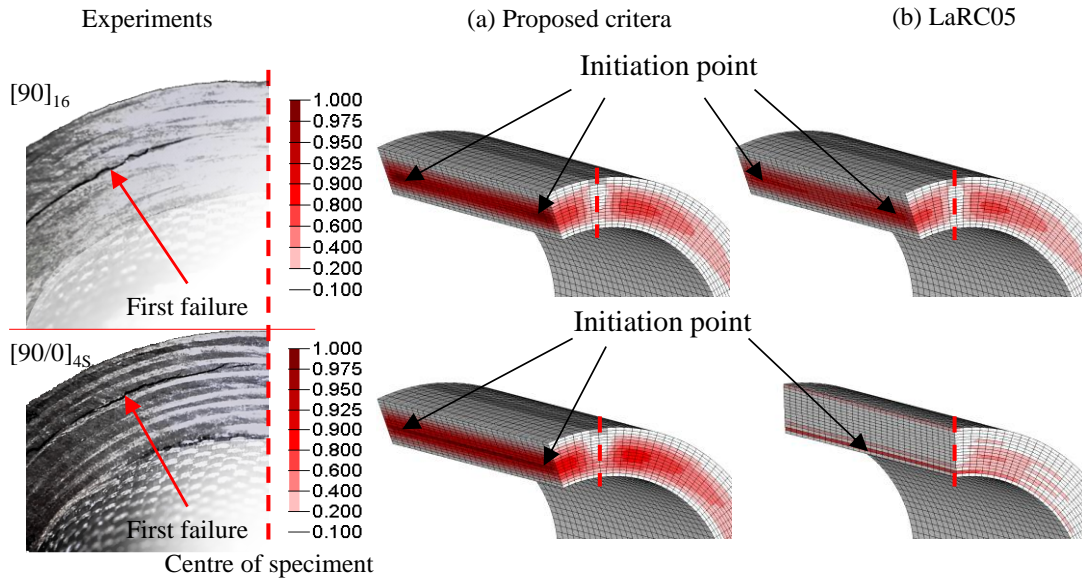 Experiments
(a) Proposed critera
(b) LaRC05
Initiation point
[90]16
1.000
0.975
0.950
0.925
0.900
0.800
0.600
0.400
0.200
0.100
First failure
Initiation point
[90/0]4S
1.000
0.975
0.950
0.925
0.900
0.800
0.600
0.400
0.200
0.100
First failure
Centre of speciment